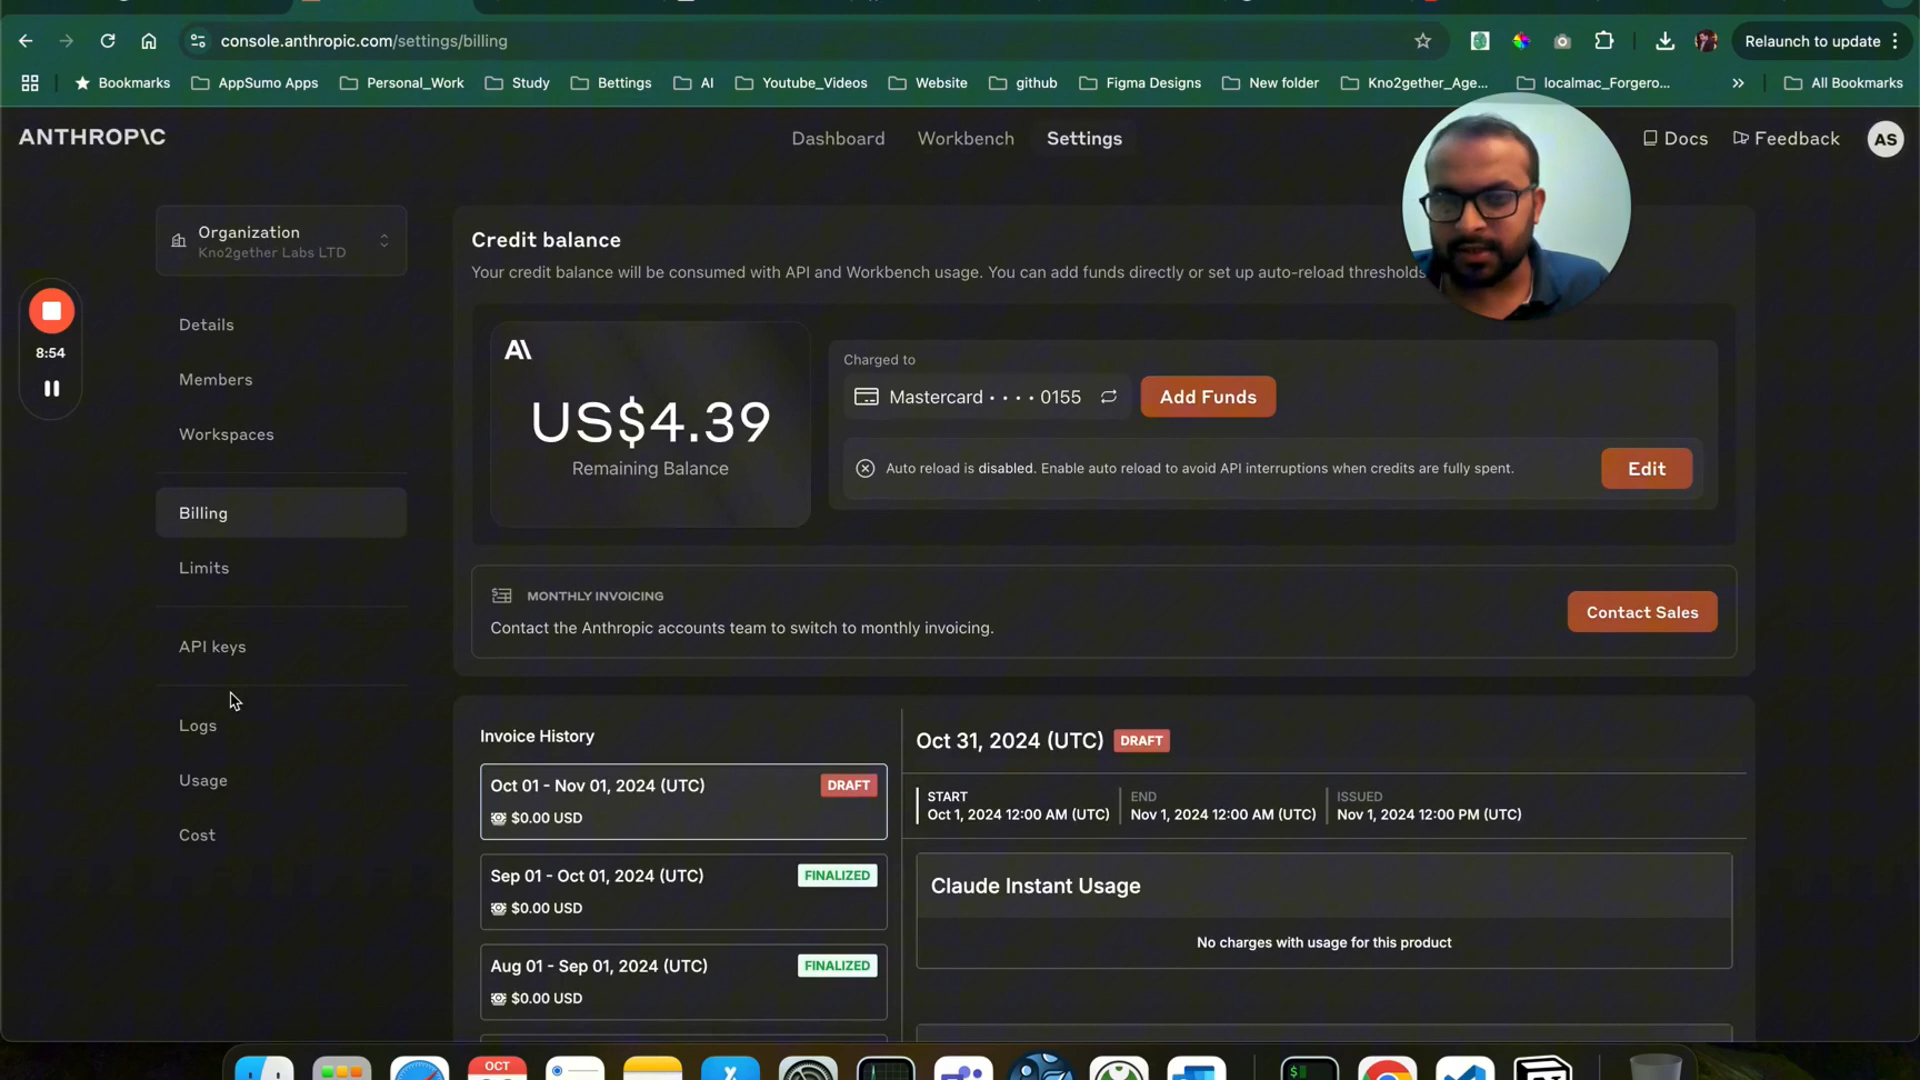 console.anthropic.com/settings/billing
Relaunch to update
Bookmarks
AppSumo Apps
Personal_Work
Study
Bettings
AI
Youtube_Videos
Website
github
Figma Designs
New folder
Kno2gether_Age...
localmac_Forgero...
All Bookmarks
ANTHROP\C
Dashboard
Workbench
Settings
Docs
Feedback
AS
Organization
Kno2gether Labs LTD
8:54
Details
Members
Workspaces
Billing
Limits
API keys
Logs
Usage
Cost
Credit balance
Your credit balance will be consumed with API and Workbench usage. You can add funds directly or set up auto-reload thresholds
A\
US$4.39
Remaining Balance
Charged to
Mastercard •••• 0155
Add Funds
Auto reload is disabled. Enable auto reload to avoid API interruptions when credits are fully spent.
Edit
MONTHLY INVOICING
Contact the Anthropic accounts team to switch to monthly invoicing.
Contact Sales
Invoice History
Oct 01 - Nov 01, 2024 (UTC)
DRAFT
$0.00 USD
Sep 01 - Oct 01, 2024 (UTC)
FINALIZED
$0.00 USD
Aug 01 - Sep 01, 2024 (UTC)
FINALIZED
$0.00 USD
Oct 31, 2024 (UTC)
DRAFT
START
Oct 1, 2024 12:00 AM (UTC)
END
Nov 1, 2024 12:00 AM (UTC)
ISSUED
Nov 1, 2024 12:00 PM (UTC)
Claude Instant Usage
No charges with usage for this product
OCT